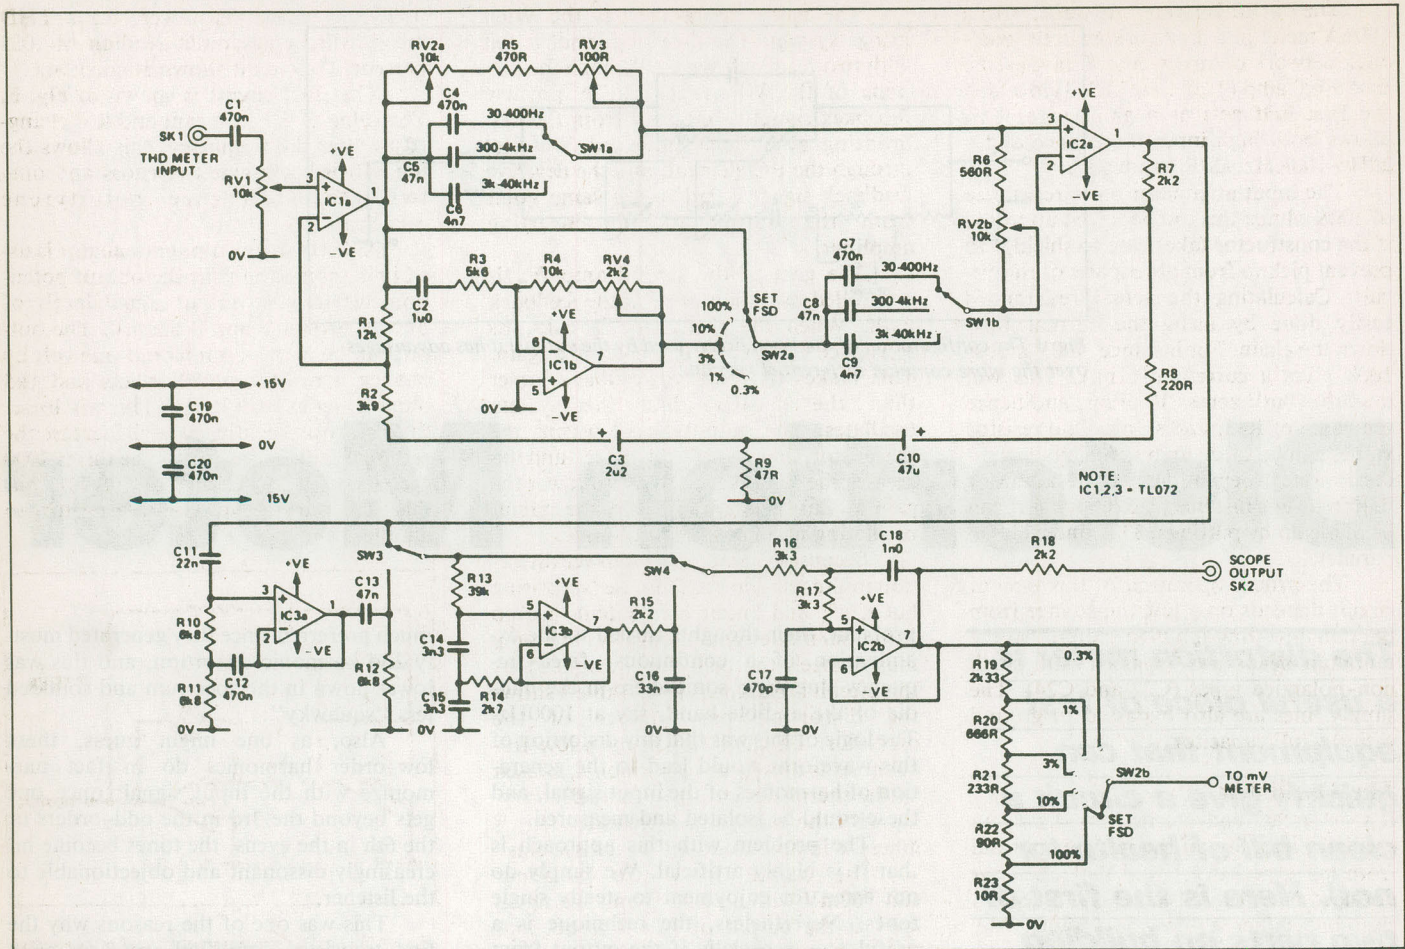 RV2a
10k
R5
470R
RV3
100R
C1
470n
SK1
THD METER
INPUT
RV1
10k
0V
+VE
3
2
1
IC1a
−VE
C4
470n
C5
47n
C6
4n7
30-400Hz
300-4kHz
3k-40kHz
SW1a
+VE
3
2
1
IC2a
−VE
R6
560R
RV2b
10k
R7
2k2
R8
220R
C7
470n
C8
47n
C9
4n7
30-400Hz
300-4kHz
3k-40kHz
SW1b
C2
1u0
R3
5k6
R4
10k
RV4
2k2
+VE
6
5
7
IC1b
−VE
0V
100%
10%
3%
1%
0.3%
SET
FSD
SW2a
R1
12k
R2
3k9
+15V
C19
470n
0V
C20
470n
15V
+
C3
2u2
R9
47R
0V
+
C10
47u
NOTE:
IC1,2,3 = TL072
C11
22n
R10
6k8
R11
6k8
0V
C12
470n
+VE
3
2
1
IC3a
−VE
C13
47n
R12
6k8
0V
SW3
R13
39k
C14
3n3
C15
3n3
0V
R14
2k7
+VE
5
6
7
IC3b
−VE
R15
2k2
C16
33n
0V
SW4
R16
3k3
R17
3k3
C18
1n0
C17
470p
0V
+VE
5
6
7
IC2b
−VE
R18
2k2
SCOPE
OUTPUT
SK2
R19
2k33
R20
666R
R21
233R
R22
90R
R23
10R
0V
0.3%
1%
3%
10%
100%
SW2b
SET
FSD
TO mV
METER